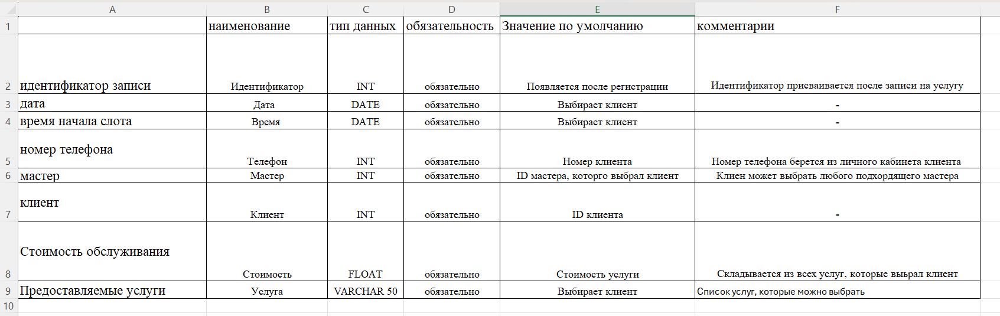 A B C D E F
1 наименование тип данных обязательность Значение по умолчанию комментарии
2 идентификатор записи Идентификатор INT обязательно Появляется после регистрации Идентификатор присваивается после записи на услугу
3 дата Дата DATE обязательно Выбирает клиент -
4 время начала слота Время DATE обязательно Выбирает клиент -
5 номер телефона Телефон INT обязательно Номер клиента Номер телефона берется из личного кабинета клиента
6 мастер Мастер INT обязательно ID мастера, которго выбрал клиент Клиен может выбрать любого подхордящего мастера
7 клиент Клиент INT обязательно ID клиента -
8 Стоимость обслуживания Стоимость FLOAT обязательно Стоимость услуги Складывается из всех услуг, которые выьрал клиент
9 Предоставляемые услуги Услуга VARCHAR 50 обязательно Выбирает клиент Список услуг, которые можно выбрать
10